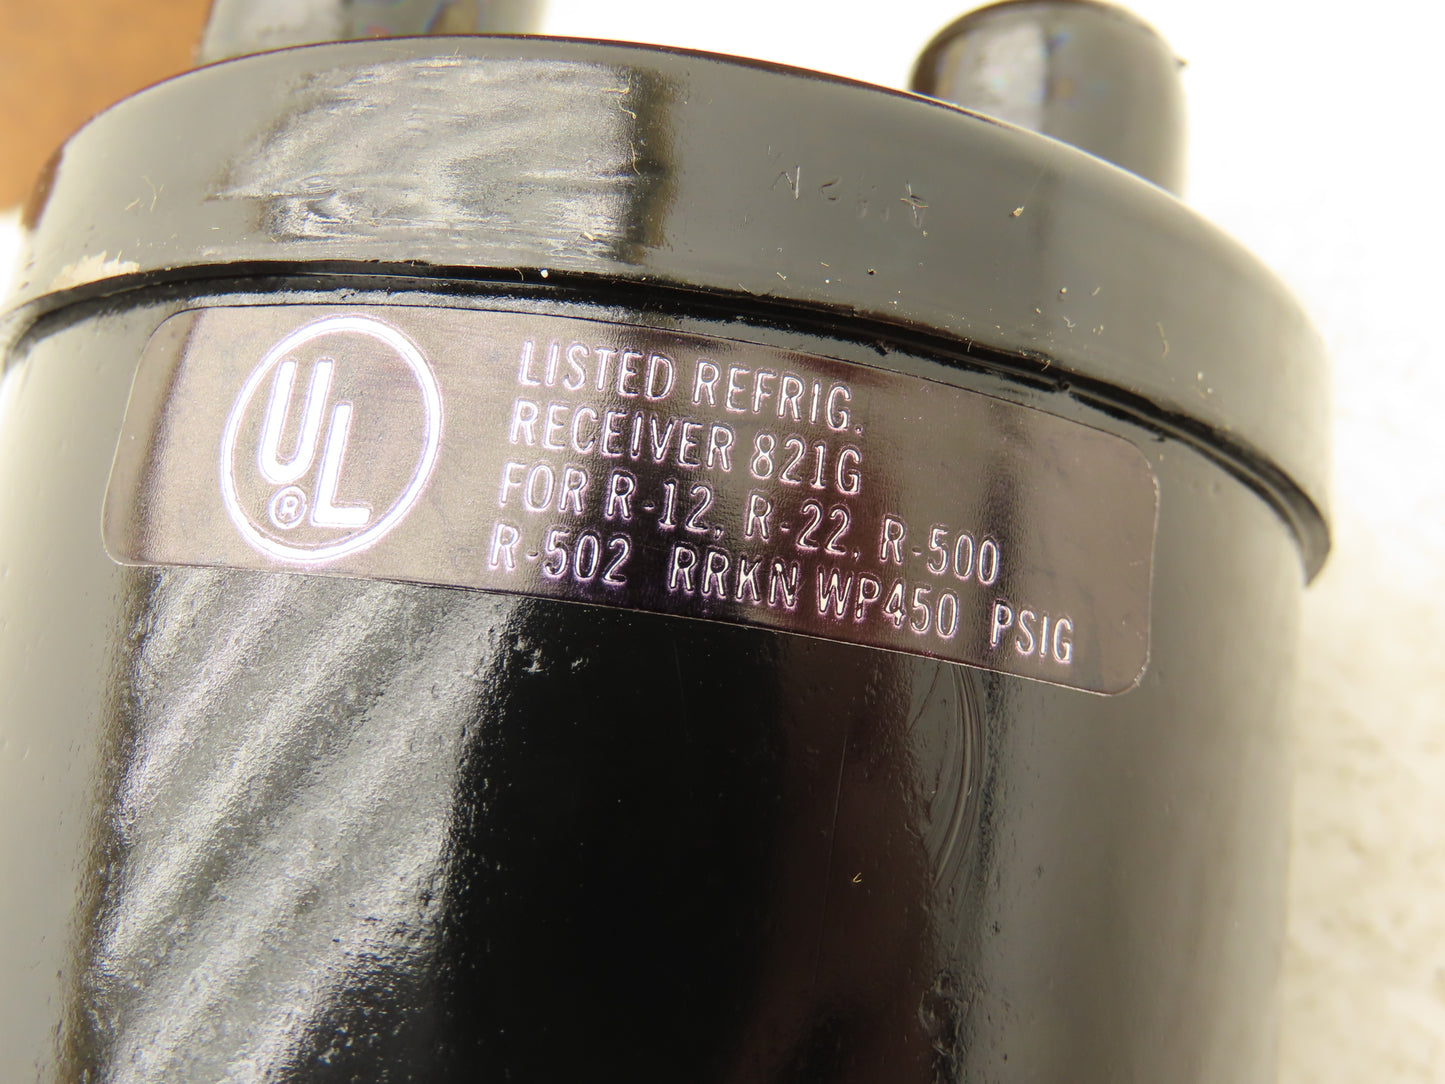 UL
®
LISTED REFRIG.
RECEIVER 821G
FOR R-12, R-22, R-500
R-502 RRKN WP450 PSIG